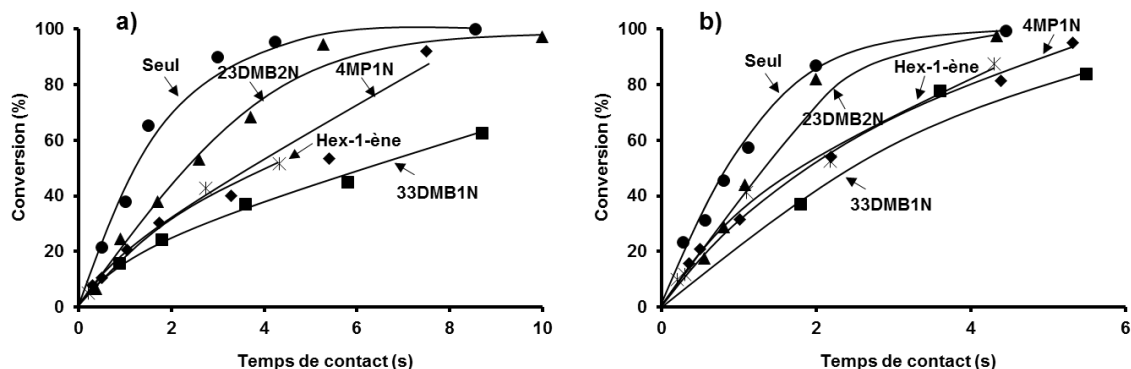 a)
Conversion (%)
100
80
60
40
20
0
Seul
23DMB2N
4MP1N
Hex-1-ène
33DMB1N
0 2 4 6 8 10
Temps de contact (s)
b)
Conversion (%)
100
80
60
40
20
0
Seul
23DMB2N
Hex-1-ène
4MP1N
33DMB1N
0 2 4 6
Temps de contact (s)